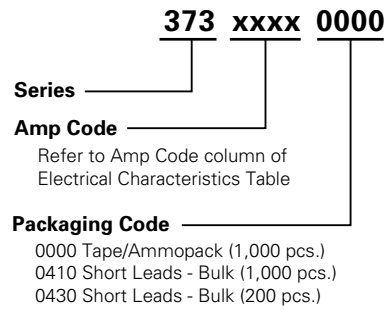 373 xxxx 0000
Series
Amp Code
Refer to Amp Code column of
Electrical Characteristics Table
Packaging Code
0000 Tape/Ammopack (1,000 pcs.)
0410 Short Leads - Bulk (1,000 pcs.)
0430 Short Leads - Bulk (200 pcs.)